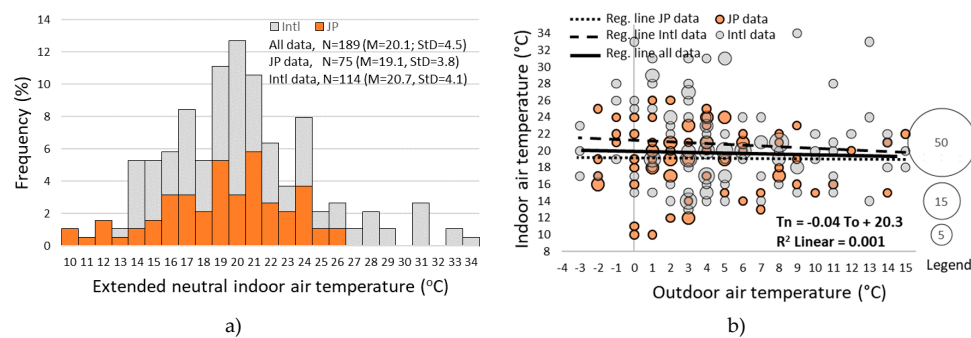 Intl JP
All data, N=189 (M=20.1; StD=4.5)
JP data, N=75 (M=19.1, StD=3.8)
Intl data, N=114 (M=20.7, StD=4.1)
Frequency (%)
14
12
10
8
6
4
2
0
10 11 12 13 14 15 16 17 18 19 20 21 22 23 24 25 26 27 28 31 32 33 34
Extended neutral indoor air temperature (°C)
a)
Reg. line JP data JP data
Reg. line Intl data Intl data
Reg. line all data
Indoor air temperature (°C)
34
32
30
28
26
24
22
20
18
16
14
12
10
8
Tn = -0.04 To + 20.3
R² Linear = 0.001
-4 -3 -2 -1 0 1 2 3 4 5 6 7 8 9 10 11 12 13 14 15
Outdoor air temperature (°C)
50
15
5
Legend
b)